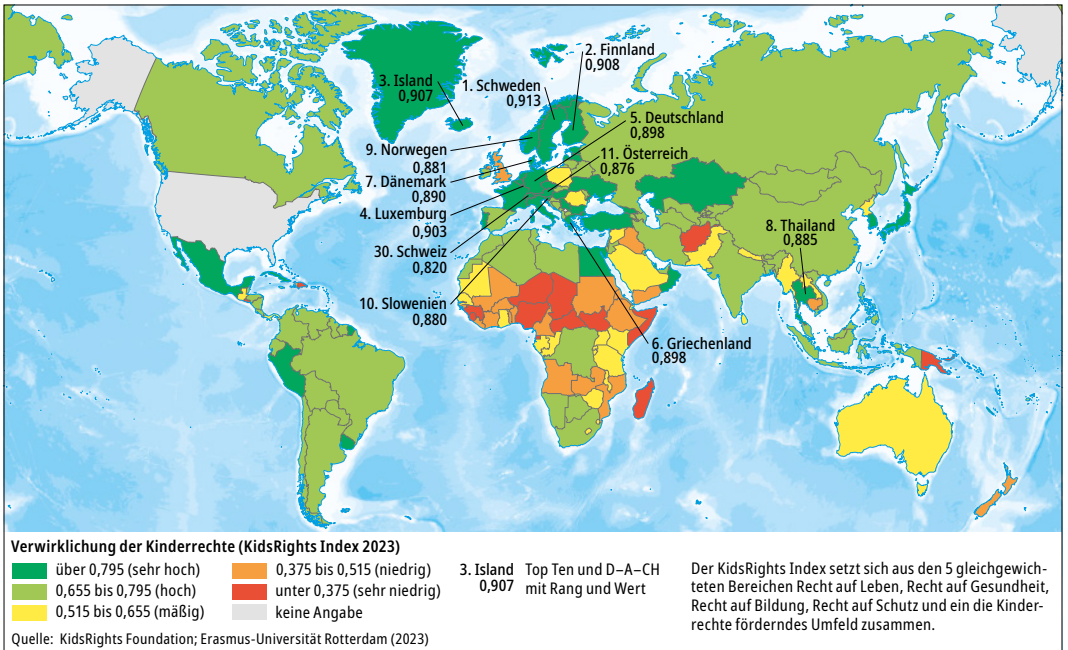 2. Finnland
0,908
3. Island
0,907
1. Schweden
0,913
5. Deutschland
0,898
9. Norwegen
0,881
11. Österreich
0,876
7. Dänemark
0,890
4. Luxemburg
0,903
8. Thailand
0,885
30. Schweiz
0,820
10. Slowenien
0,880
6. Griechenland
0,898
Verwirklichung der Kinderrechte (KidsRights Index 2023)
über 0,795 (sehr hoch)
0,655 bis 0,795 (hoch)
0,515 bis 0,655 (mäßig)
0,375 bis 0,515 (niedrig)
unter 0,375 (sehr niedrig)
keine Angabe
3. Island
0,907
Top Ten und D–A–CH
mit Rang und Wert
Der KidsRights Index setzt sich aus den 5 gleichgewich-
teten Bereichen Recht auf Leben, Recht auf Gesundheit,
Recht auf Bildung, Recht auf Schutz und ein die Kinder-
rechte förderndes Umfeld zusammen.
Quelle: KidsRights Foundation; Erasmus-Universität Rotterdam (2023)